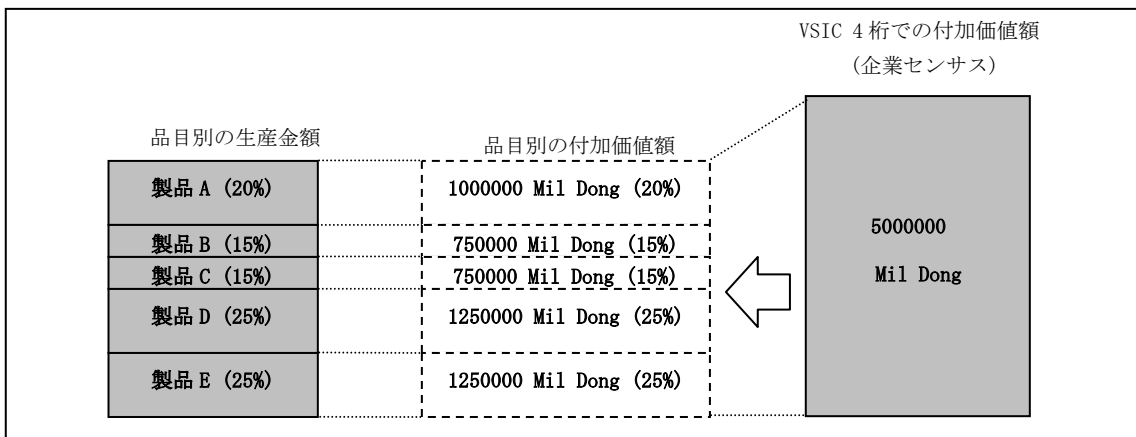 VSIC 4桁での付加価値額
(企業センサス)
品目別の生産金額
品目別の付加価値額
製品A (20%)
1000000 Mil Dong (20%)
5000000
Mil Dong
製品B (15%)
750000 Mil Dong (15%)
製品C (15%)
750000 Mil Dong (15%)
製品D (25%)
1250000 Mil Dong (25%)
製品E (25%)
1250000 Mil Dong (25%)